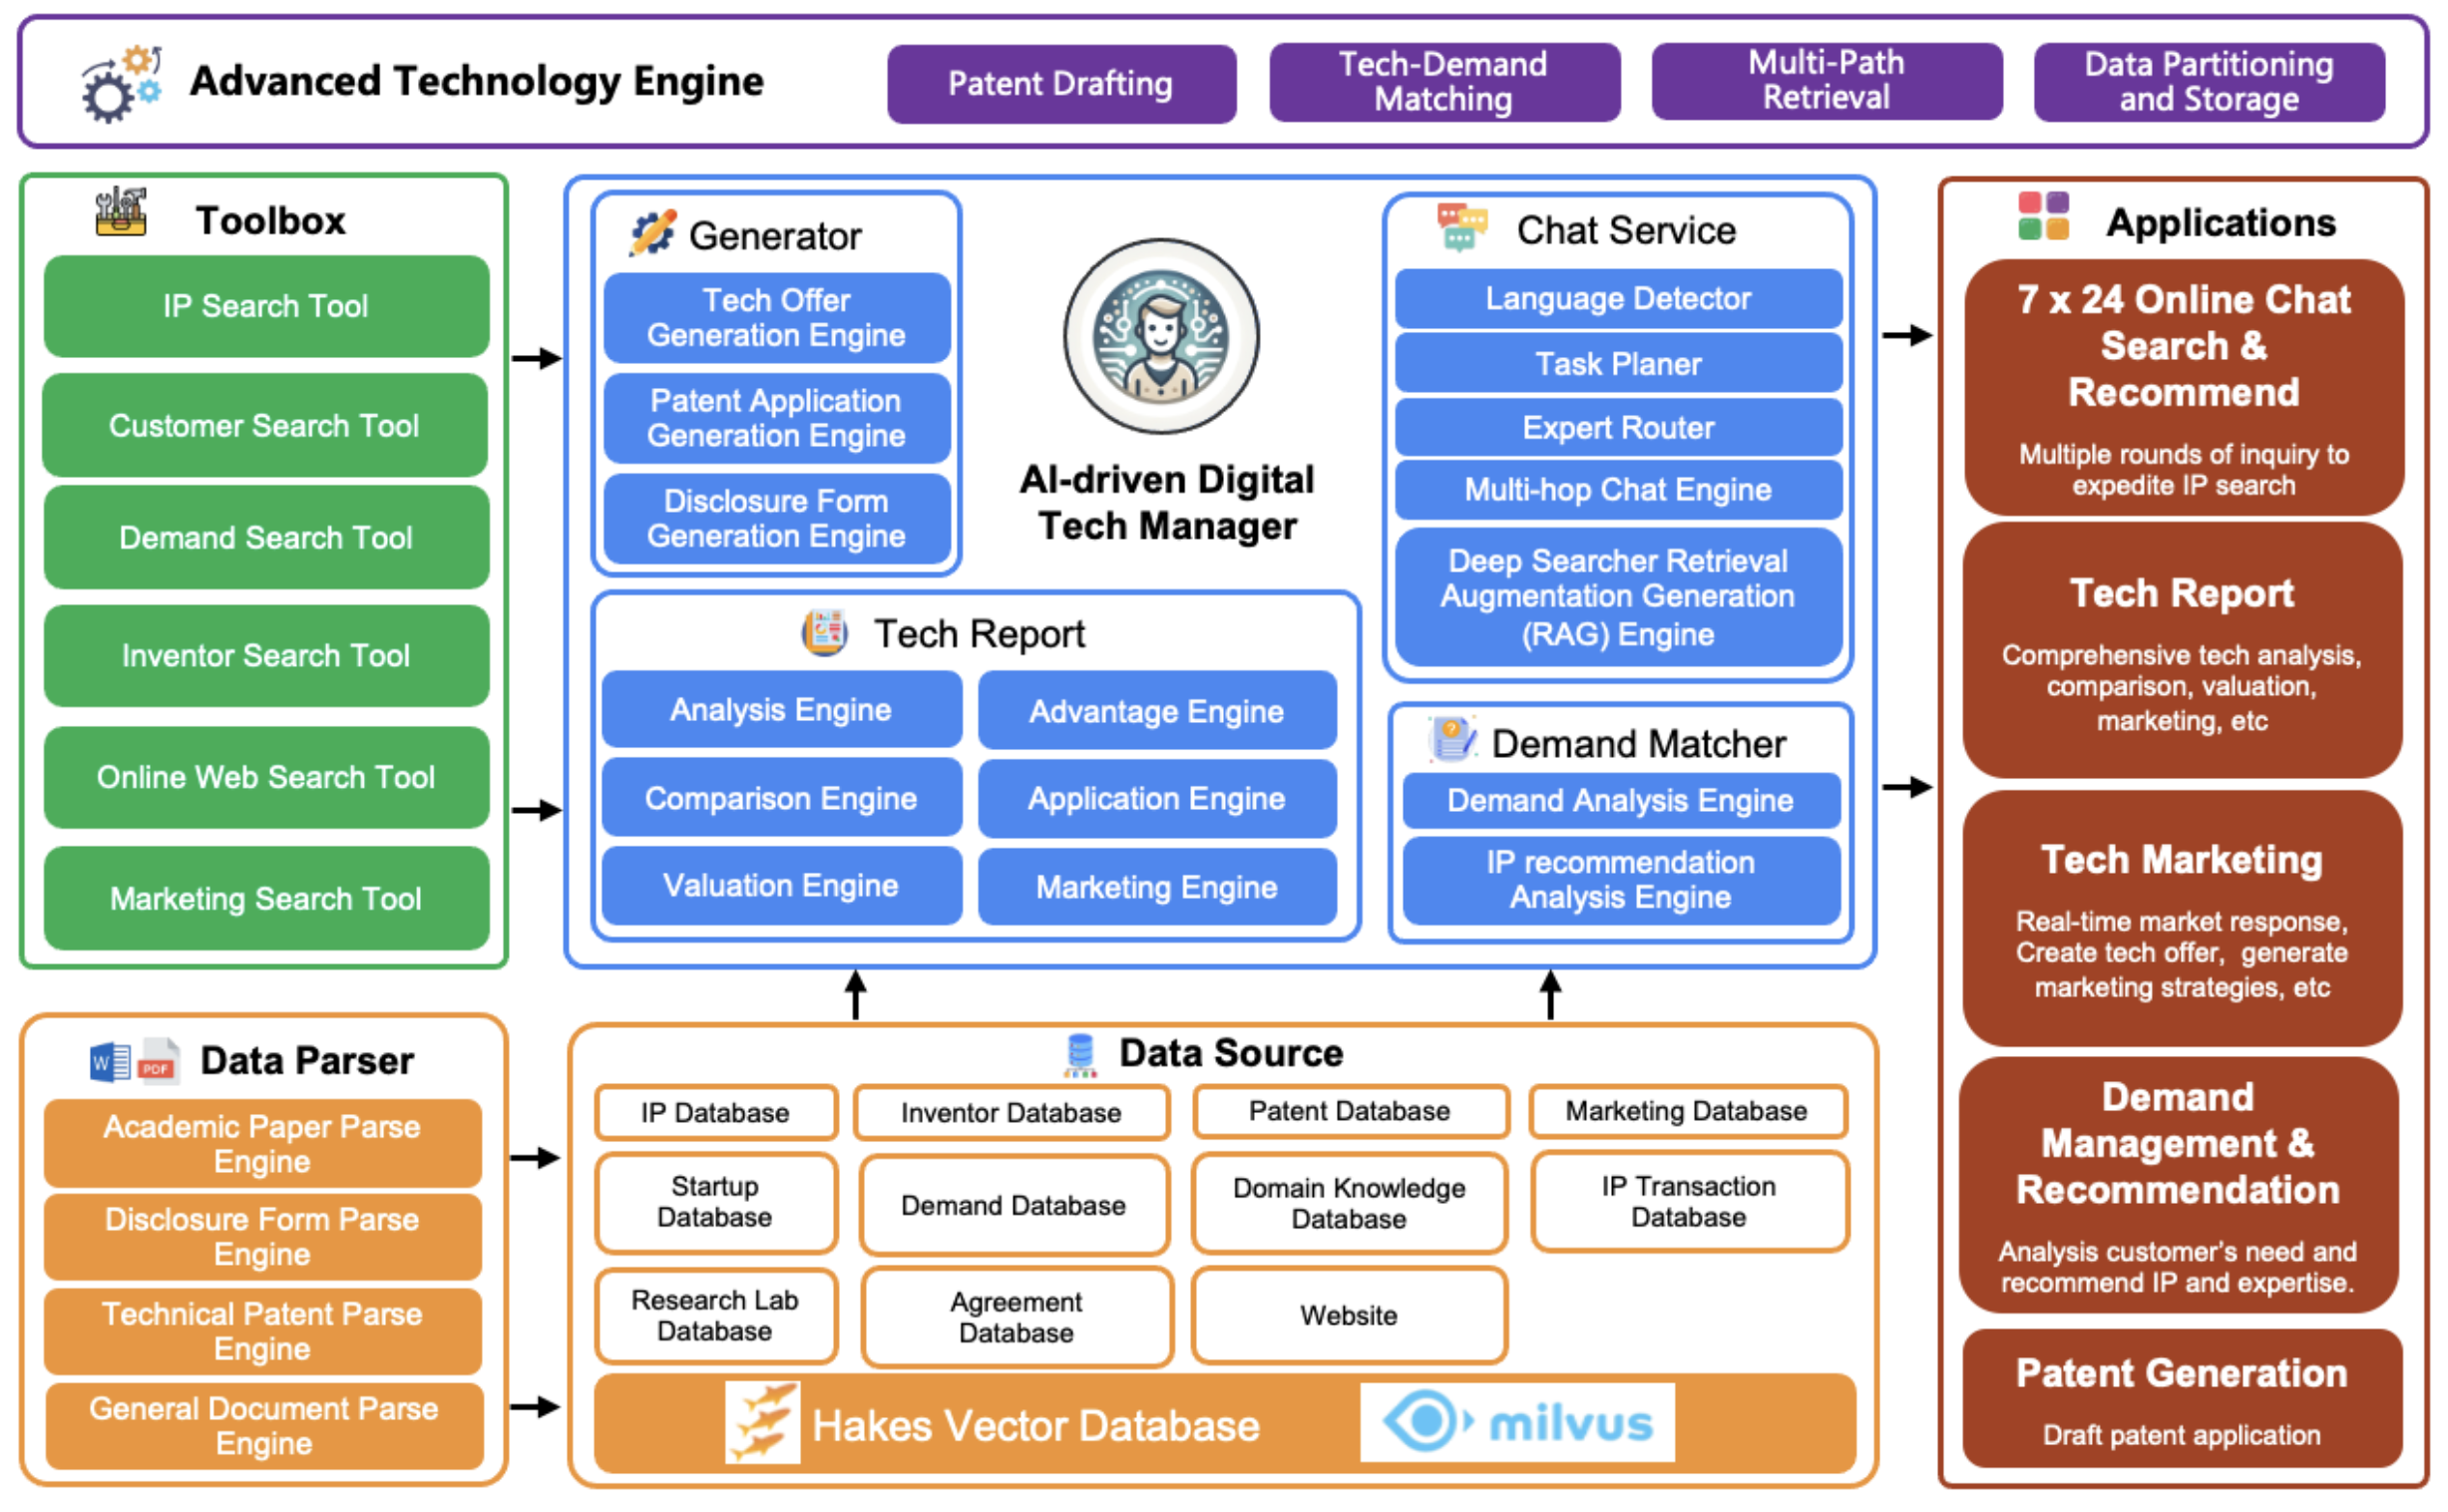 Advanced Technology Engine
Patent Drafting
Tech-Demand
Matching
Multi-Path
Retrieval
Data Partitioning
and Storage
Toolbox
IP Search Tool
Customer Search Tool
Demand Search Tool
Inventor Search Tool
Online Web Search Tool
Marketing Search Tool
Generator
Tech Offer
Generation Engine
Patent Application
Generation Engine
Disclosure Form
Generation Engine
AI-driven Digital
Tech Manager
Chat Service
Language Detector
Task Planer
Expert Router
Multi-hop Chat Engine
Deep Searcher Retrieval
Augmentation Generation
(RAG) Engine
Tech Report
Analysis Engine
Advantage Engine
Comparison Engine
Application Engine
Valuation Engine
Marketing Engine
Demand Matcher
Demand Analysis Engine
IP recommendation
Analysis Engine
Applications
7 x 24 Online Chat
Search &
Recommend
Multiple rounds of inquiry to
expedite IP search
Tech Report
Comprehensive tech analysis,
comparison, valuation,
marketing, etc
Tech Marketing
Real-time market response,
Create tech offer, generate
marketing strategies, etc
Demand
Management &
Recommendation
Analysis customer's need and
recommend IP and expertise.
Patent Generation
Draft patent application
W
PDF
Data Parser
Academic Paper Parse
Engine
Disclosure Form Parse
Engine
Technical Patent Parse
Engine
General Document Parse
Engine
Data Source
IP Database
Inventor Database
Patent Database
Marketing Database
Startup
Database
Demand Database
Domain Knowledge
Database
IP Transaction
Database
Research Lab
Database
Agreement
Database
Website
Hakes Vector Database
milvus